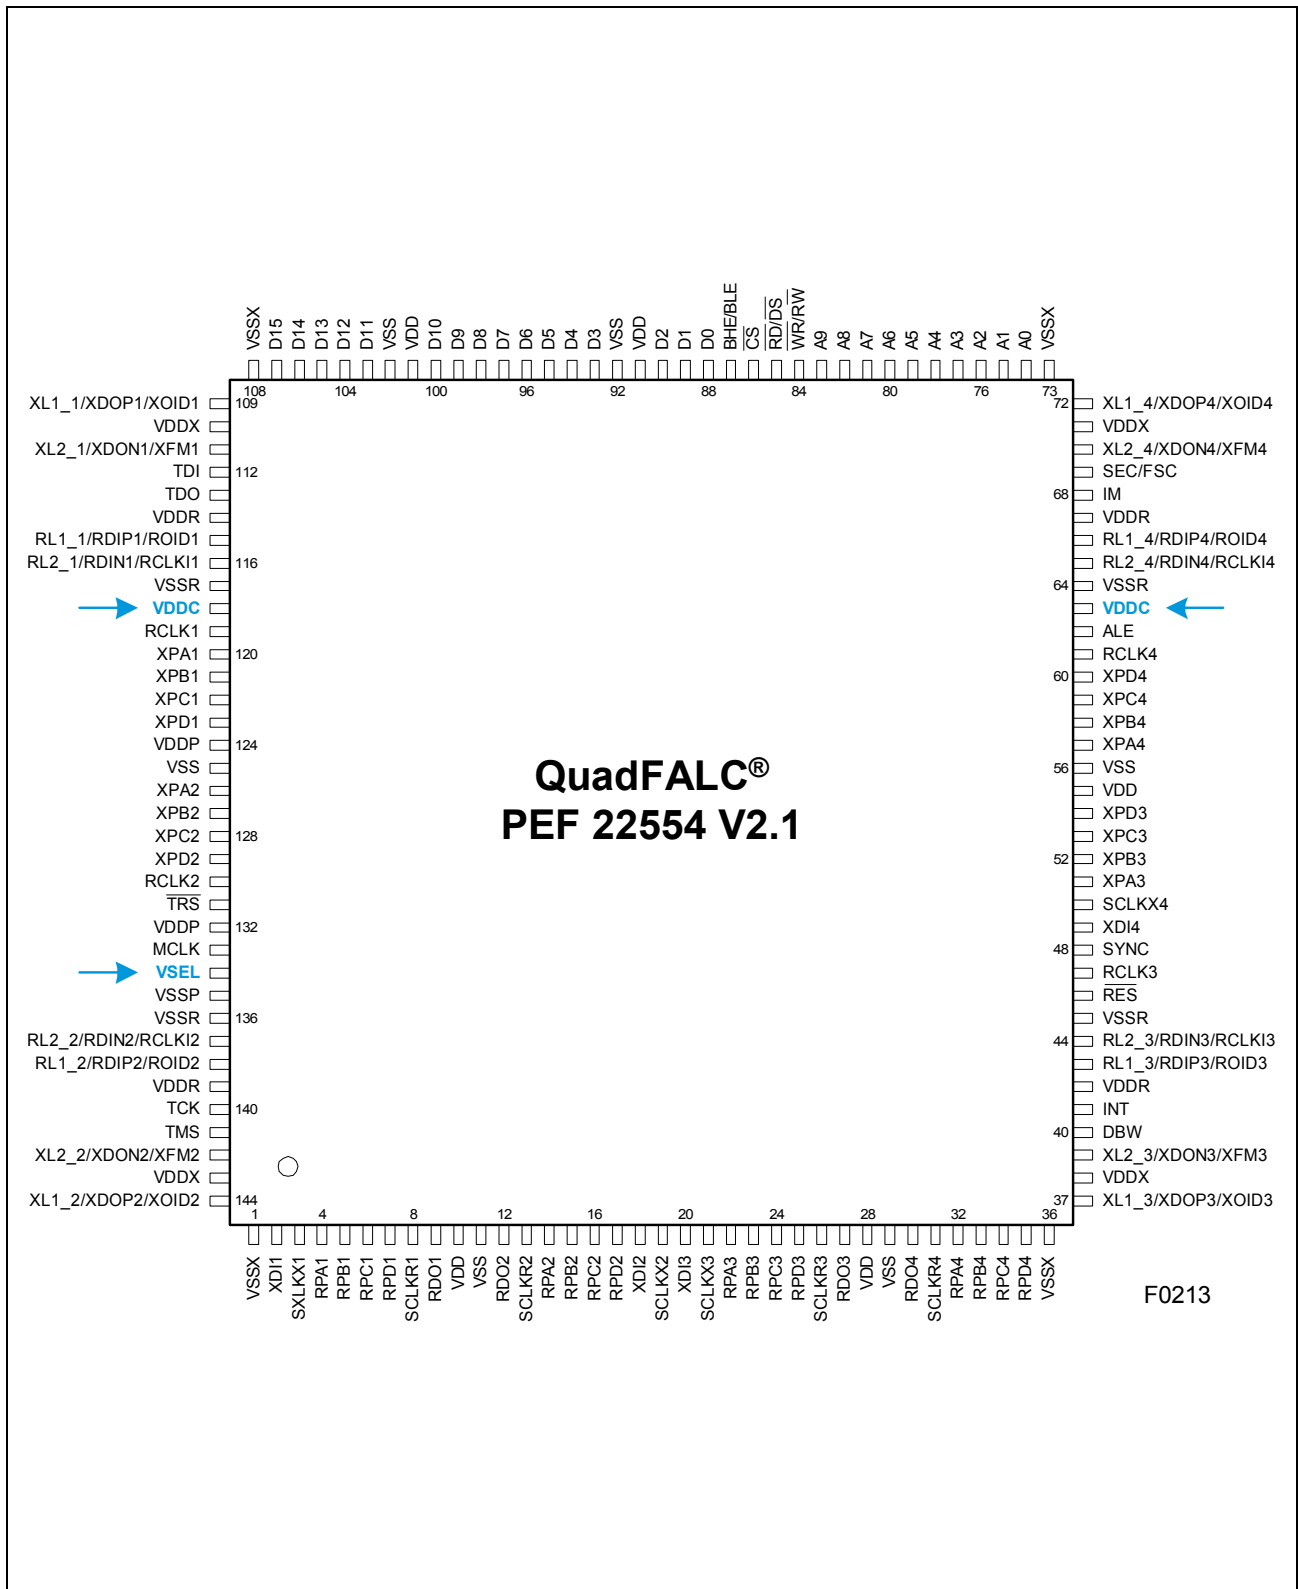 VSSX
D15
D14
D13
D12
D11
VSS
VDD
D10
D9
D8
D7
D6
D5
D4
D3
VSS
VDD
D2
D1
D0
BHE/BLE
CS
RD/DS
WR/RW
A9
A8
A7
A6
A5
A4
A3
A2
A1
A0
VSSX
108
104
100
96
92
88
84
80
76
73
XL1_1/XDOP1/XOID1 109
VDDX
XL2_1/XDON1/XFM1
TDI 112
TDO
VDDR
RL1_1/RDIP1/ROID1
RL2_1/RDIN1/RCLKI1 116
VSSR
VDDC
RCLK1
XPA1 120
XPB1
XPC1
XPD1
VDDP 124
VSS
XPA2
XPB2
XPC2 128
XPD2
RCLK2
TRS
VDDP 132
MCLK
VSEL
VSSP
VSSR 136
RL2_2/RDIN2/RCLKI2
RL1_2/RDIP2/ROID2
VDDR
TCK 140
TMS
XL2_2/XDON2/XFM2
VDDX
XL1_2/XDOP2/XOID2 144
QuadFALC®
PEF 22554 V2.1
72 XL1_4/XDOP4/XOID4
VDDX
XL2_4/XDON4/XFM4
SEC/FSC
68 IM
VDDR
RL1_4/RDIP4/ROID4
RL2_4/RDIN4/RCLKI4
64 VSSR
VDDC
ALE
RCLK4
60 XPD4
XPC4
XPB4
XPA4
56 VSS
VDD
XPD3
XPC3
52 XPB3
XPA3
SCLKX4
XDI4
48 SYNC
RCLK3
RES
VSSR
44 RL2_3/RDIN3/RCLKI3
RL1_3/RDIP3/ROID3
VDDR
INT
40 DBW
XL2_3/XDON3/XFM3
VDDX
37 XL1_3/XDOP3/XOID3
1
4
8
12
16
20
24
28
32
36
VSSX
XDI1
SXLKX1
RPA1
RPB1
RPC1
RPD1
SCLKR1
RDO1
VDD
VSS
RDO2
SCLKR2
RPA2
RPB2
RPC2
RPD2
XDI2
SCLKX2
XDI3
SCLKX3
RPA3
RPB3
RPC3
RPD3
SCLKR3
RDO3
VDD
VSS
RDO4
SCLKR4
RPA4
RPB4
RPC4
RPD4
VSSX
F0213